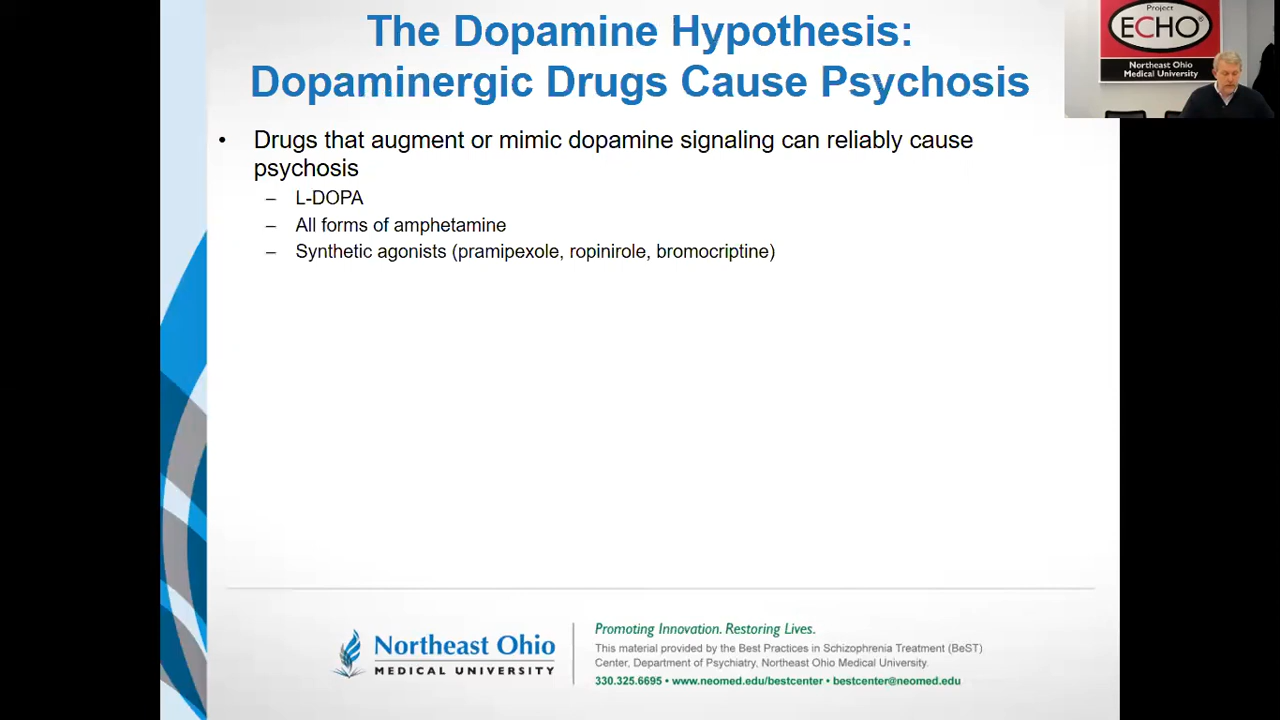 The Dopamine Hypothesis:
Dopaminergic Drugs Cause Psychosis
Project
ECHO®
Northeast Ohio
Medical University
• Drugs that augment or mimic dopamine signaling can reliably cause
psychosis
– L-DOPA
– All forms of amphetamine
– Synthetic agonists (pramipexole, ropinirole, bromocriptine)
Northeast Ohio
MEDICAL UNIVERSITY
Promoting Innovation. Restoring Lives.
This material provided by the Best Practices in Schizophrenia Treatment (BeST)
Center, Department of Psychiatry, Northeast Ohio Medical University.
330.325.6695 • www.neomed.edu/bestcenter • bestcenter@neomed.edu